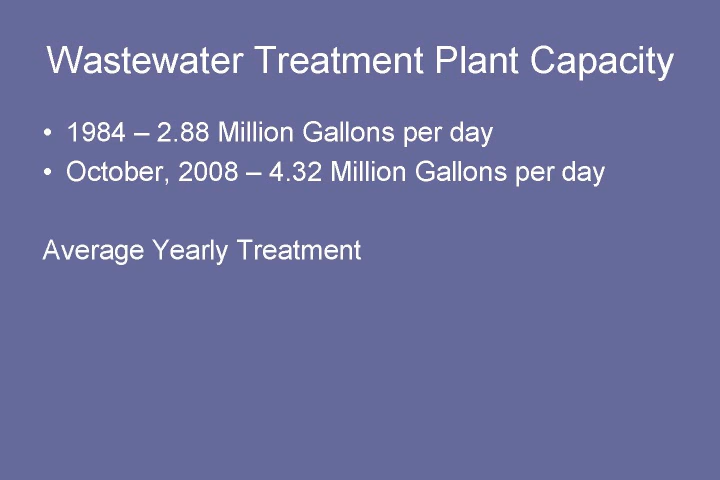 Wastewater Treatment Plant Capacity
• 1984 – 2.88 Million Gallons per day
• October, 2008 – 4.32 Million Gallons per day
Average Yearly Treatment